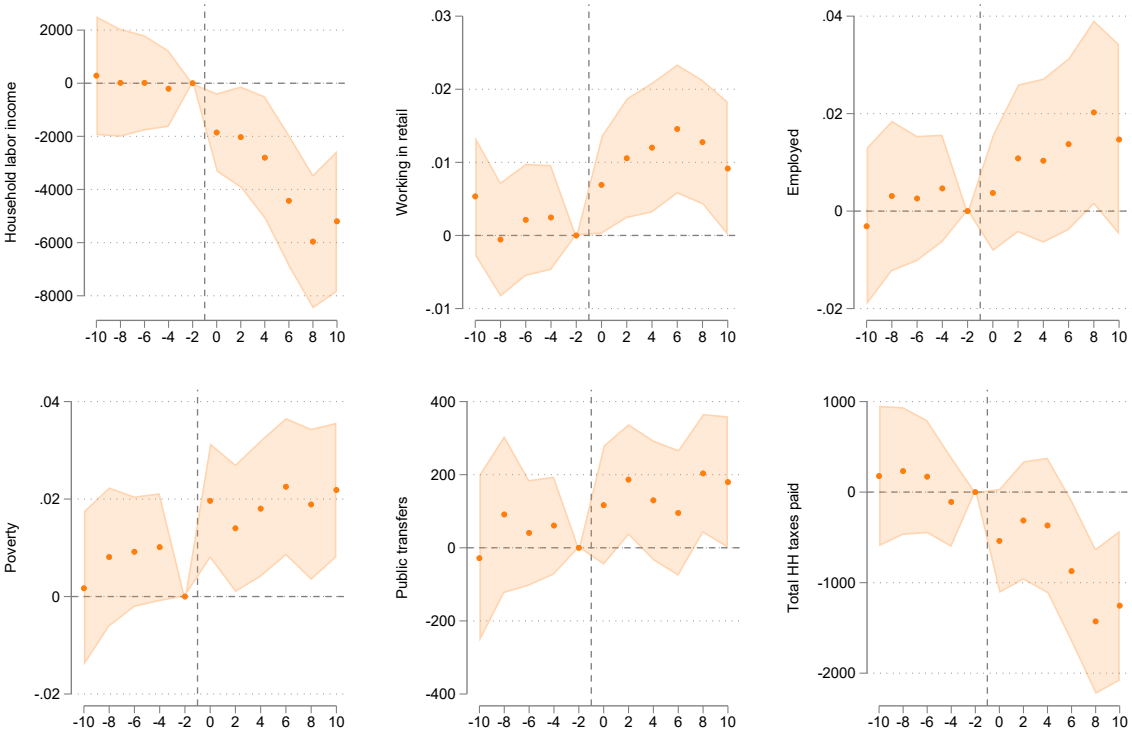 Household labor income
2000
0
-2000
-4000
-6000
-8000
-10 -8 -6 -4 -2 0 2 4 6 8 10
Working in retail
.03
.02
.01
0
-.01
-10 -8 -6 -4 -2 0 2 4 6 8 10
Employed
.04
.02
0
-.02
-10 -8 -6 -4 -2 0 2 4 6 8 10
Poverty
.04
.02
0
-.02
-10 -8 -6 -4 -2 0 2 4 6 8 10
Public transfers
400
200
0
-200
-400
-10 -8 -6 -4 -2 0 2 4 6 8 10
Total HH taxes paid
1000
0
-1000
-2000
-10 -8 -6 -4 -2 0 2 4 6 8 10